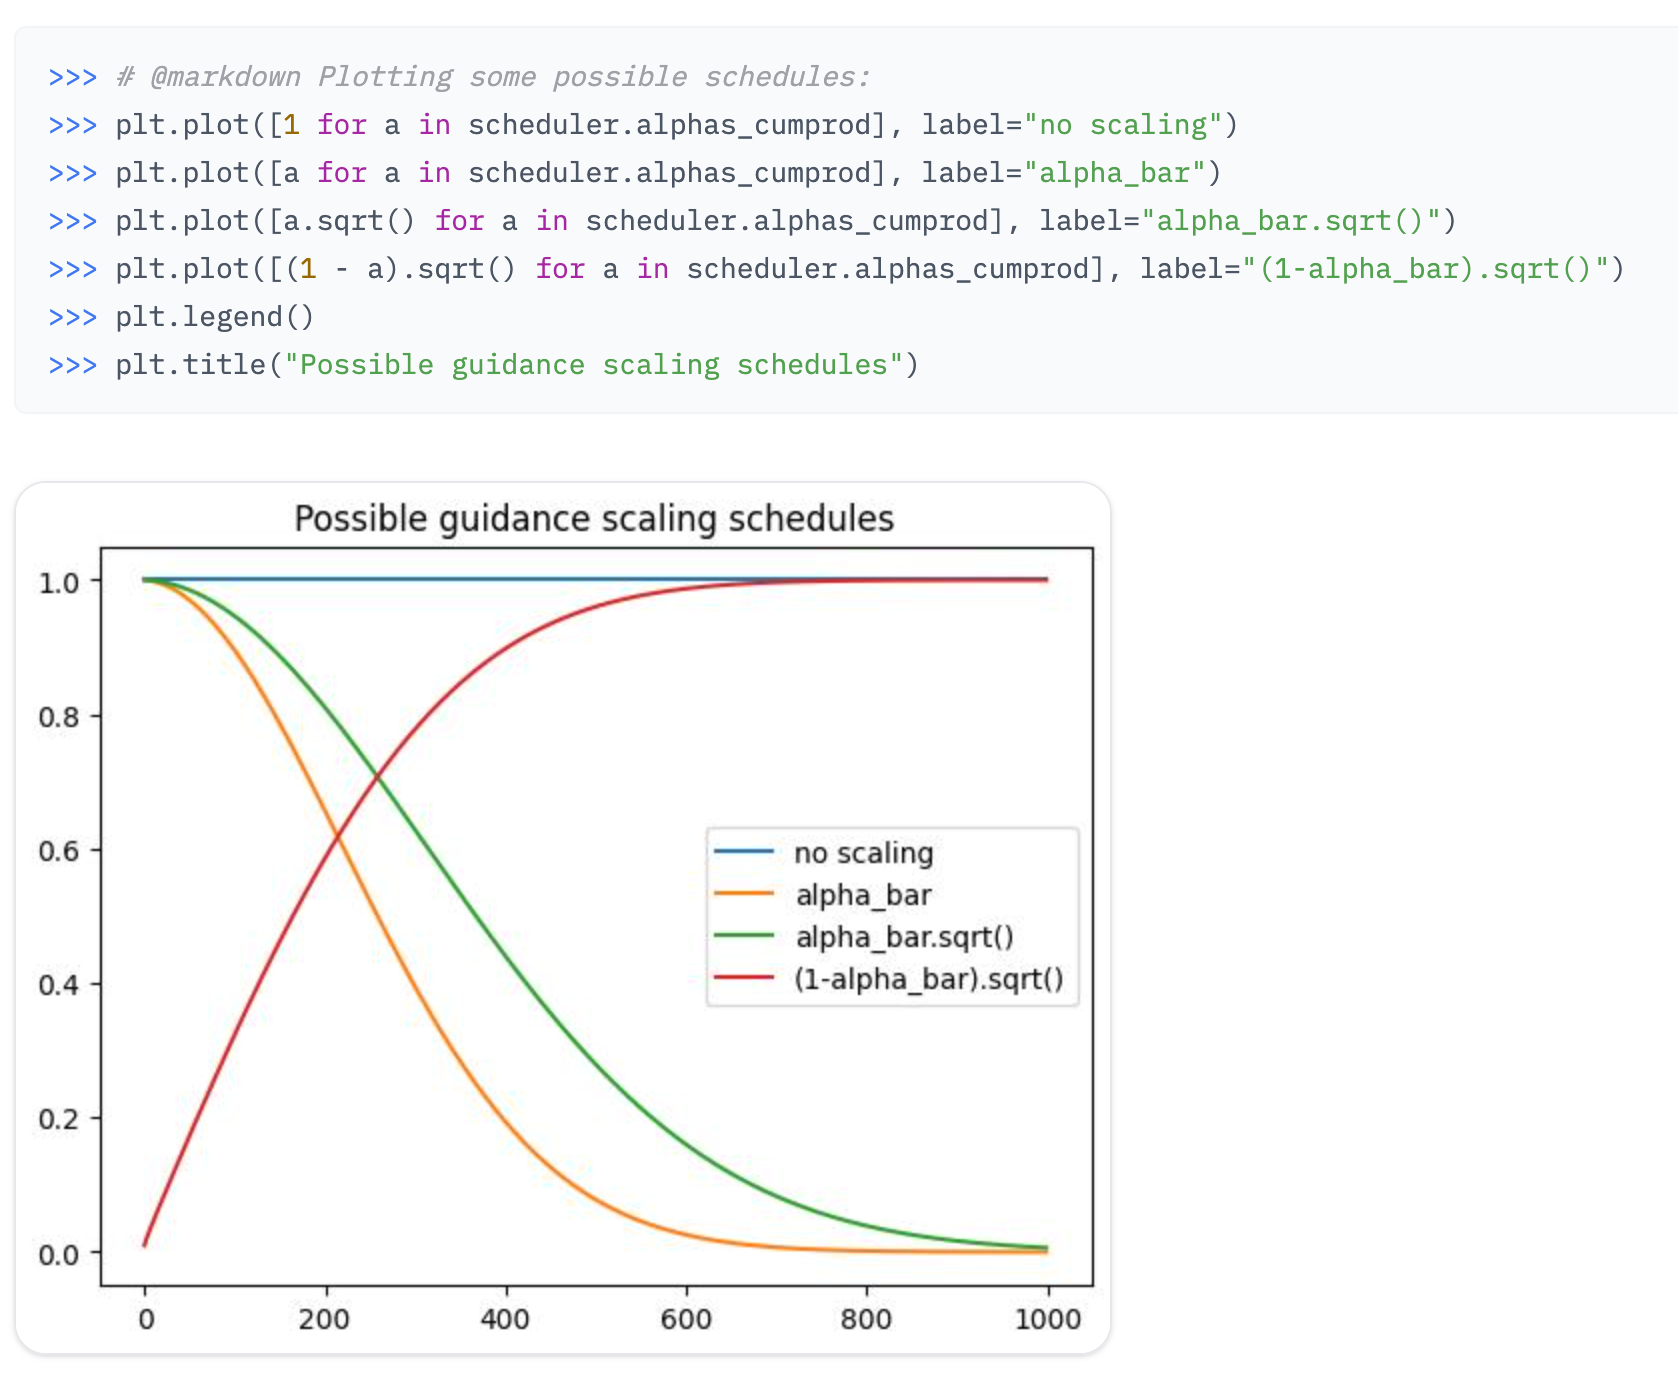 >>> # @markdown Plotting some possible schedules:
>>> plt.plot([1 for a in scheduler.alphas_cumprod], label="no scaling")
>>> plt.plot([a for a in scheduler.alphas_cumprod], label="alpha_bar")
>>> plt.plot([a.sqrt() for a in scheduler.alphas_cumprod], label="alpha_bar.sqrt()")
>>> plt.plot([(1 - a).sqrt() for a in scheduler.alphas_cumprod], label="(1-alpha_bar).sqrt()")
>>> plt.legend()
>>> plt.title("Possible guidance scaling schedules")
Possible guidance scaling schedules
1.0
0.8
0.6
0.4
0.2
0.0
no scaling
alpha_bar
alpha_bar.sqrt()
(1-alpha_bar).sqrt()
0 200 400 600 800 1000